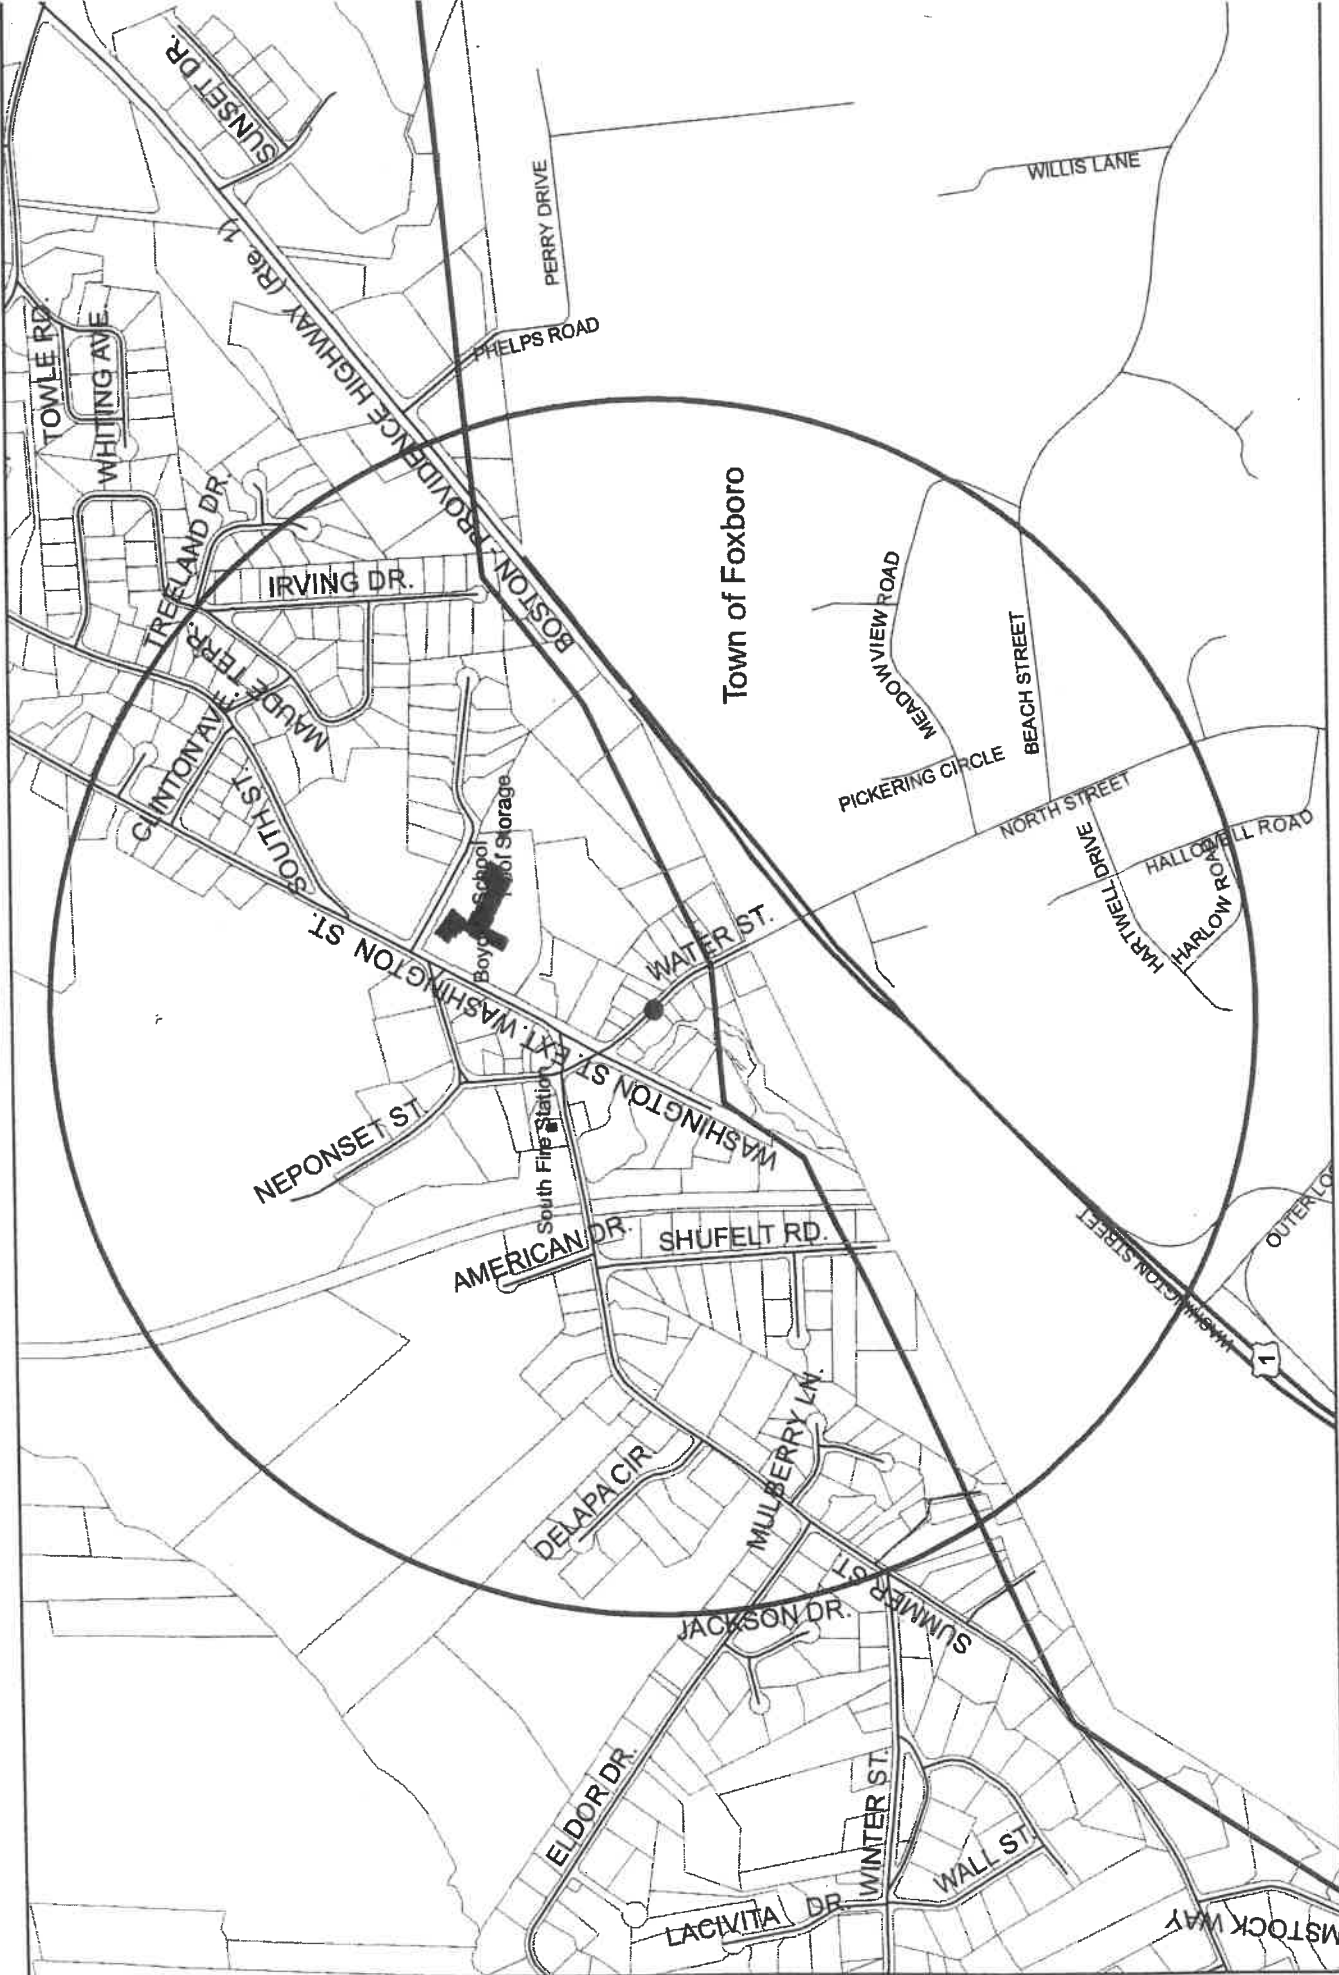 SUNSET DR.
TOWLE RD.
WHITING AVE.
BOSTON - PROVIDENCE HIGHWAY (Rte. 1)
PERRY DRIVE
WILLIS LANE
PHELPS ROAD
TREELAND DR.
IRVING DR.
MAUDE TERR.
CLINTON AVE.
SOUTH ST.
Town of Foxboro
MEADOWVIEW ROAD
BEACH STREET
PICKERING CIRCLE
NORTH STREET
HARTWELL DRIVE
HALLOWELL ROAD
HARLOW ROAD
WASHINGTON ST.
School
Storage
EXT. WASHINGTON
WATER ST.
WASHINGTON ST.
NEPONSET ST.
South Fire Station
AMERICAN DR.
SHUFELT RD.
WASHINGTON STREET
1
DELAPA CIR
MULBERRY LN.
JACKSON DR.
SUMMER ST.
ELDOR DR.
WINTER ST.
WALL ST.
LACIVITA DR.
MSTOCK WAY